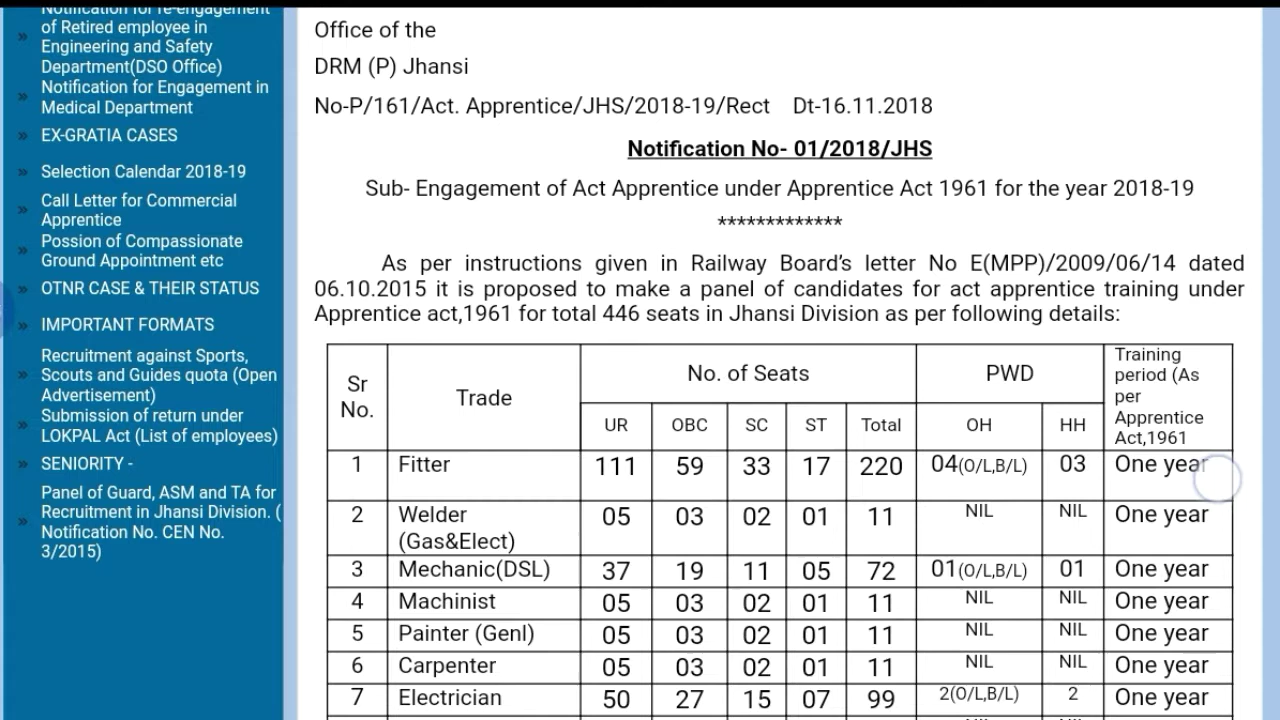 Notification for re-engagement
of Retired employee in
Engineering and Safety
Department(DSO Office)
Notification for Engagement in
Medical Department
EX-GRATIA CASES
Selection Calendar 2018-19
Call Letter for Commercial
Apprentice
Possion of Compassionate
Ground Appointment etc
OTNR CASE & THEIR STATUS
IMPORTANT FORMATS
Recruitment against Sports,
Scouts and Guides quota (Open
Advertisement)
Submission of return under
LOKPAL Act (List of employees)
SENIORITY -
Panel of Guard, ASM and TA for
Recruitment in Jhansi Division. (
Notification No. CEN No.
3/2015)
Office of the
DRM (P) Jhansi
No-P/161/Act. Apprentice/JHS/2018-19/Rect Dt-16.11.2018
Notification No- 01/2018/JHS
Sub- Engagement of Act Apprentice under Apprentice Act 1961 for the year 2018-19
*************
As per instructions given in Railway Board's letter No E(MPP)/2009/06/14 dated
06.10.2015 it is proposed to make a panel of candidates for act apprentice training under
Apprentice act,1961 for total 446 seats in Jhansi Division as per following details:
Sr No. Trade No. of Seats PWD Training period (As per Apprentice Act,1961
UR OBC SC ST Total OH HH
1 Fitter 111 59 33 17 220 04(O/L,B/L) 03 One year
2 Welder (Gas&Elect) 05 03 02 01 11 NIL NIL One year
3 Mechanic(DSL) 37 19 11 05 72 01(O/L,B/L) 01 One year
4 Machinist 05 03 02 01 11 NIL NIL One year
5 Painter (Genl) 05 03 02 01 11 NIL NIL One year
6 Carpenter 05 03 02 01 11 NIL NIL One year
7 Electrician 50 27 15 07 99 2(O/L,B/L) 2 One year